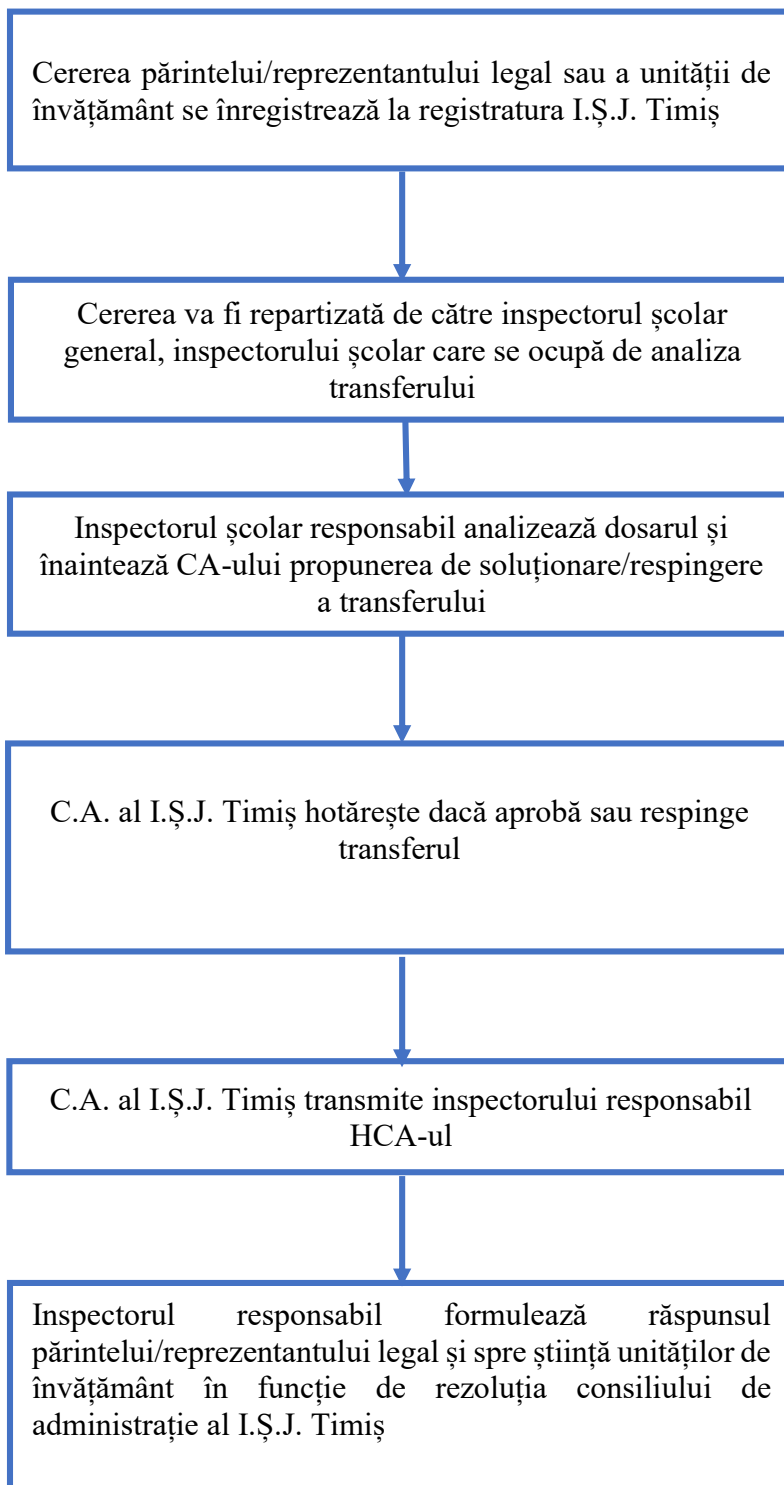 Cererea părintelui/reprezentantului legal sau a unității de
învățământ se înregistrează la registratura I.Ș.J. Timiș
Cererea va fi repartizată de către inspectorul școlar
general, inspectorului școlar care se ocupă de analiza
transferului
Inspectorul școlar responsabil analizează dosarul și
înaintează CA-ului propunerea de soluționare/respingere
a transferului
C.A. al I.Ș.J. Timiș hotărește dacă aprobă sau respinge
transferul
C.A. al I.Ș.J. Timiș transmite inspectorului responsabil
HCA-ul
Inspectorul responsabil formulează răspunsul
părintelui/reprezentantului legal și spre știință unităților de
învățământ în funcție de rezoluția consiliului de
administrație al I.Ș.J. Timiș